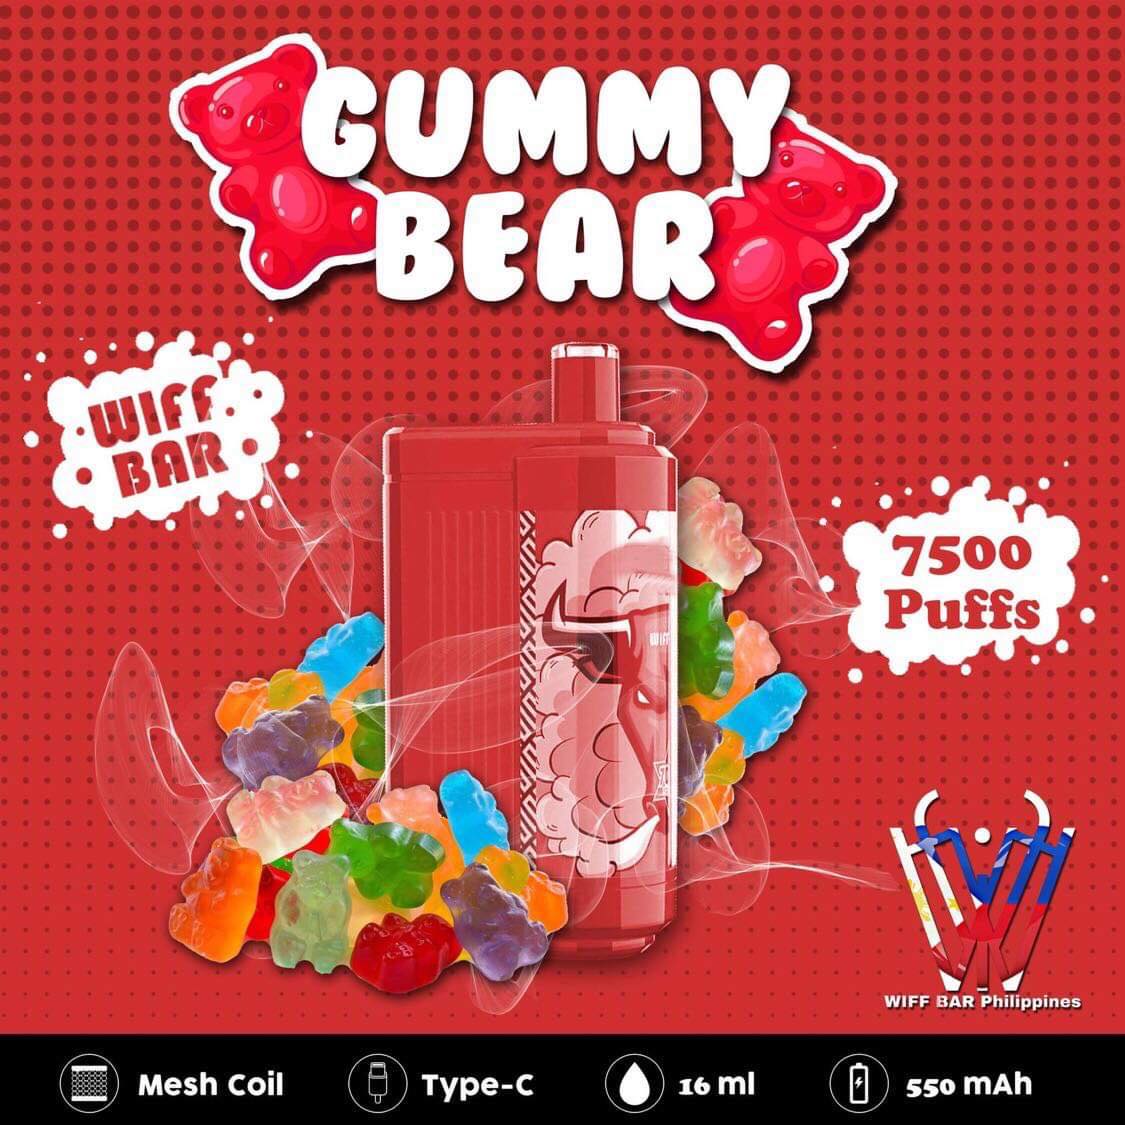 GUMMY
BEAR
WIFF
BAR
7500
Puffs
WIFF BAR Philippines
Mesh Coil
Type-C
16 ml
550 mAh